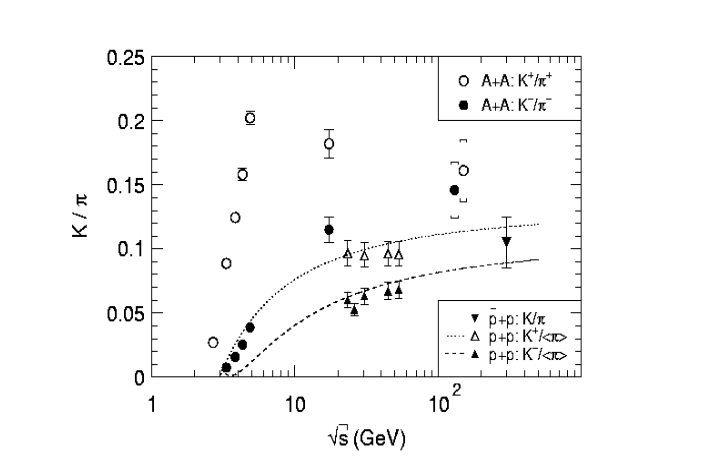 0.25
0.2
0.15
0.1
0.05
0
K / π
1
10
10²
√s (GeV)
A+A: K⁺/π⁺
A+A: K⁻/π⁻
p̄+p: K/π
p+p: K⁺/<π>
p+p: K⁻/<π>